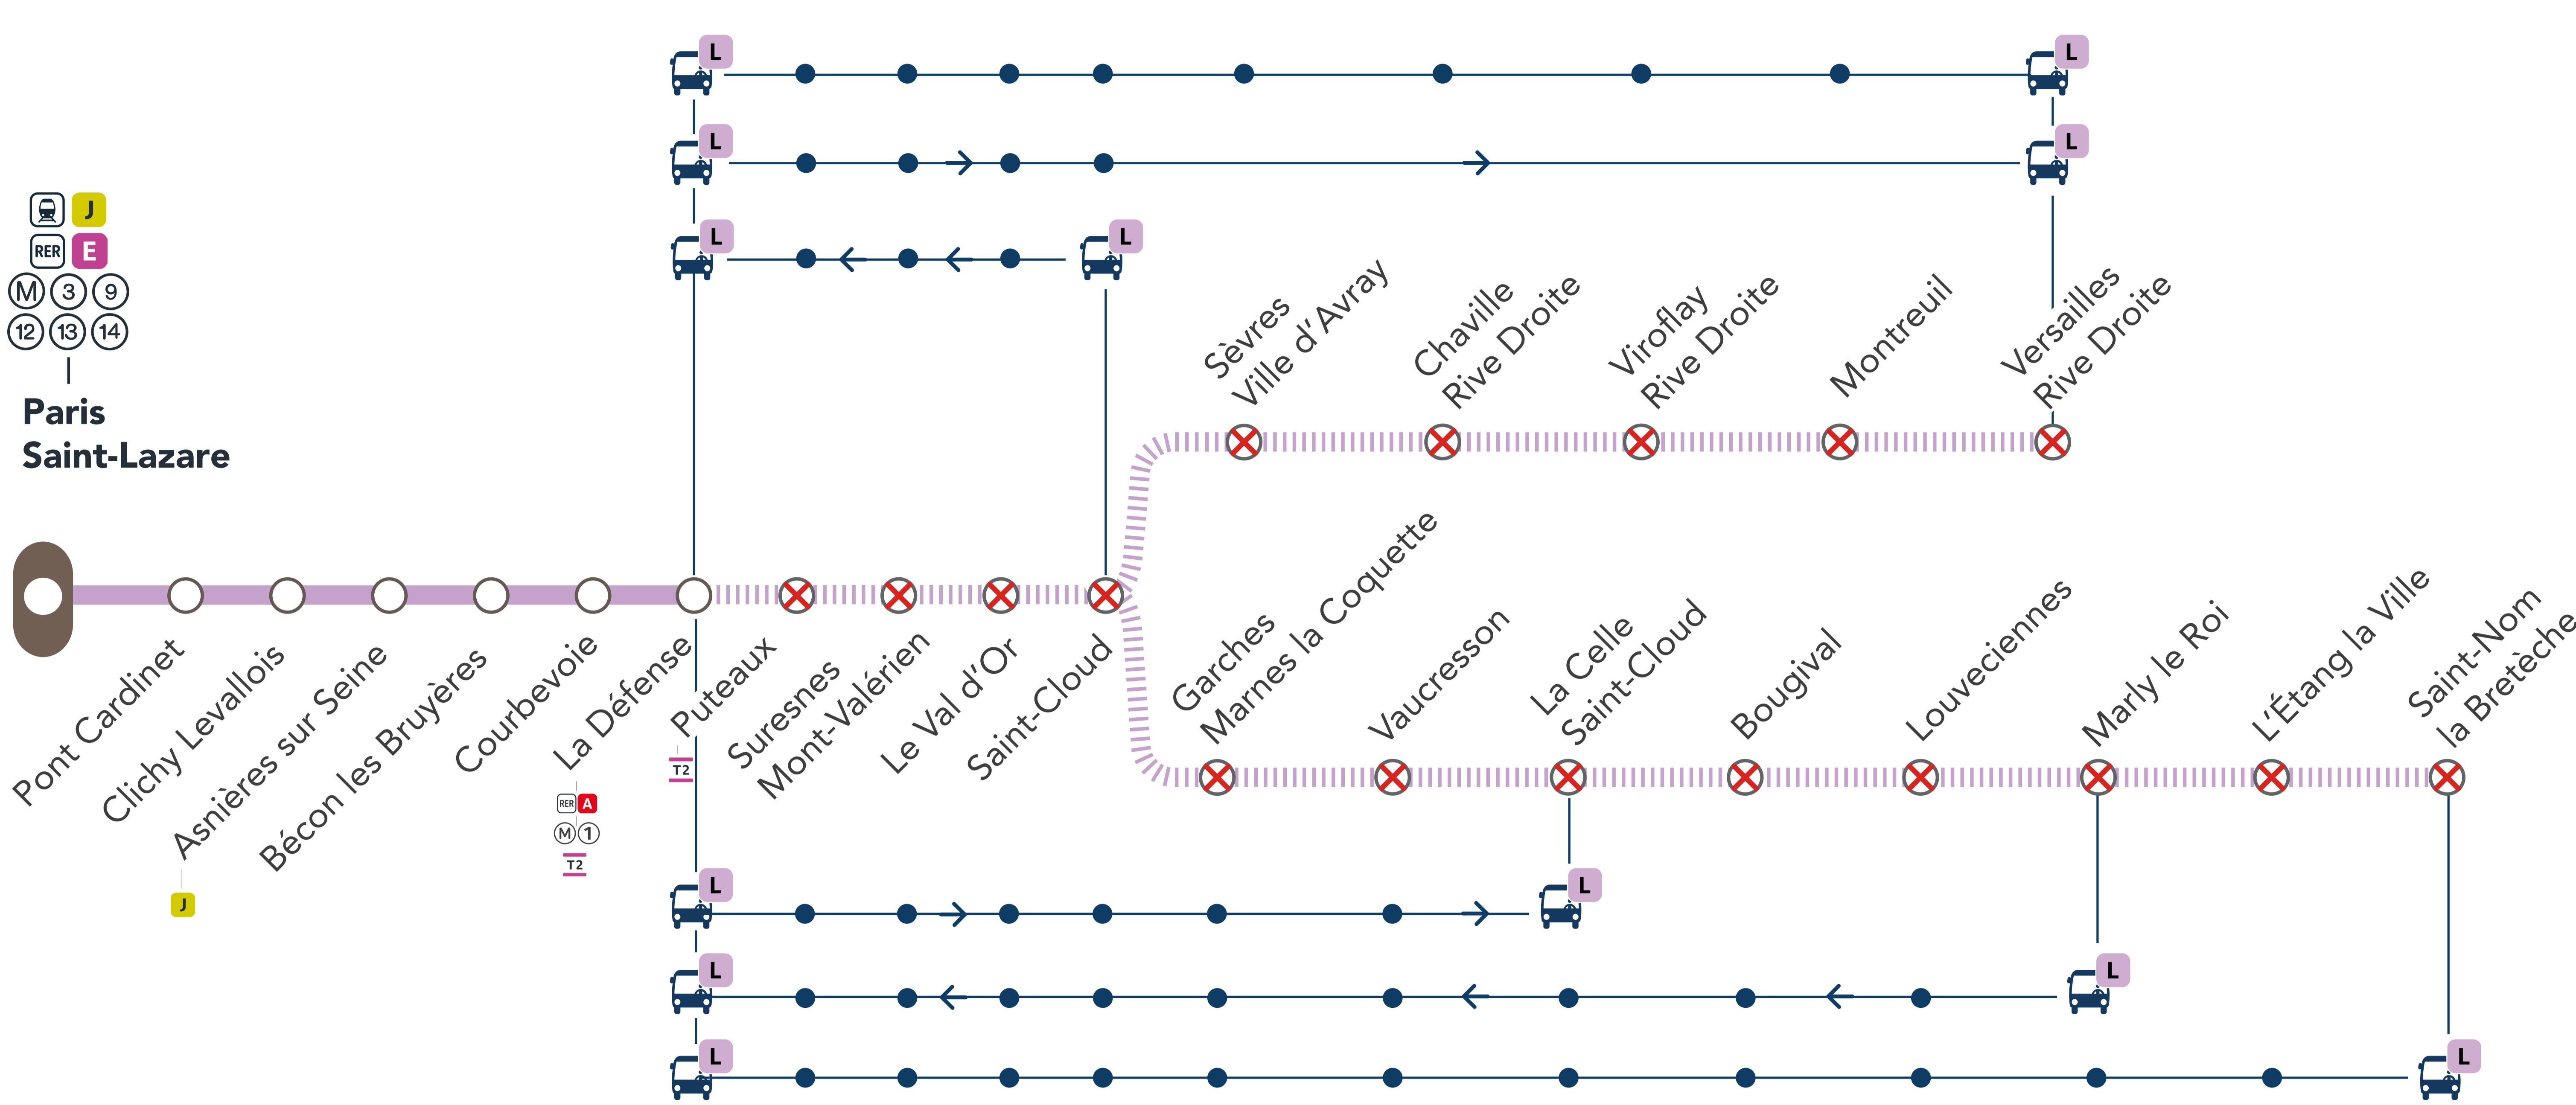 L
L
L
L
L
L
J
RER E
M 3 9
12 13 14
Paris
Saint-Lazare
Sèvres
Ville d'Avray
Chaville
Rive Droite
Viroflay
Rive Droite
Montreuil
Versailles
Rive Droite
Pont Cardinet
Clichy Levallois
Asnières sur Seine
J
Bécon les Bruyères
Courbevoie
La Défense
RER A
M 1
T2
Puteaux
T2
Suresnes
Mont-Valérien
Le Val d'Or
Saint-Cloud
Garches
Marnes la Coquette
Vaucresson
La Celle
Saint-Cloud
Bougival
Louveciennes
Marly le Roi
L'Étang la Ville
Saint-Nom
la Bretèche
L
L
L
L
L
L